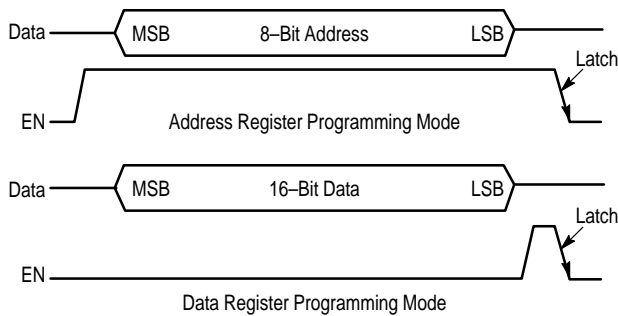 Data MSB 8–Bit Address LSB
Latch
EN Address Register Programming Mode
Data MSB 16–Bit Data LSB
Latch
EN
Data Register Programming Mode